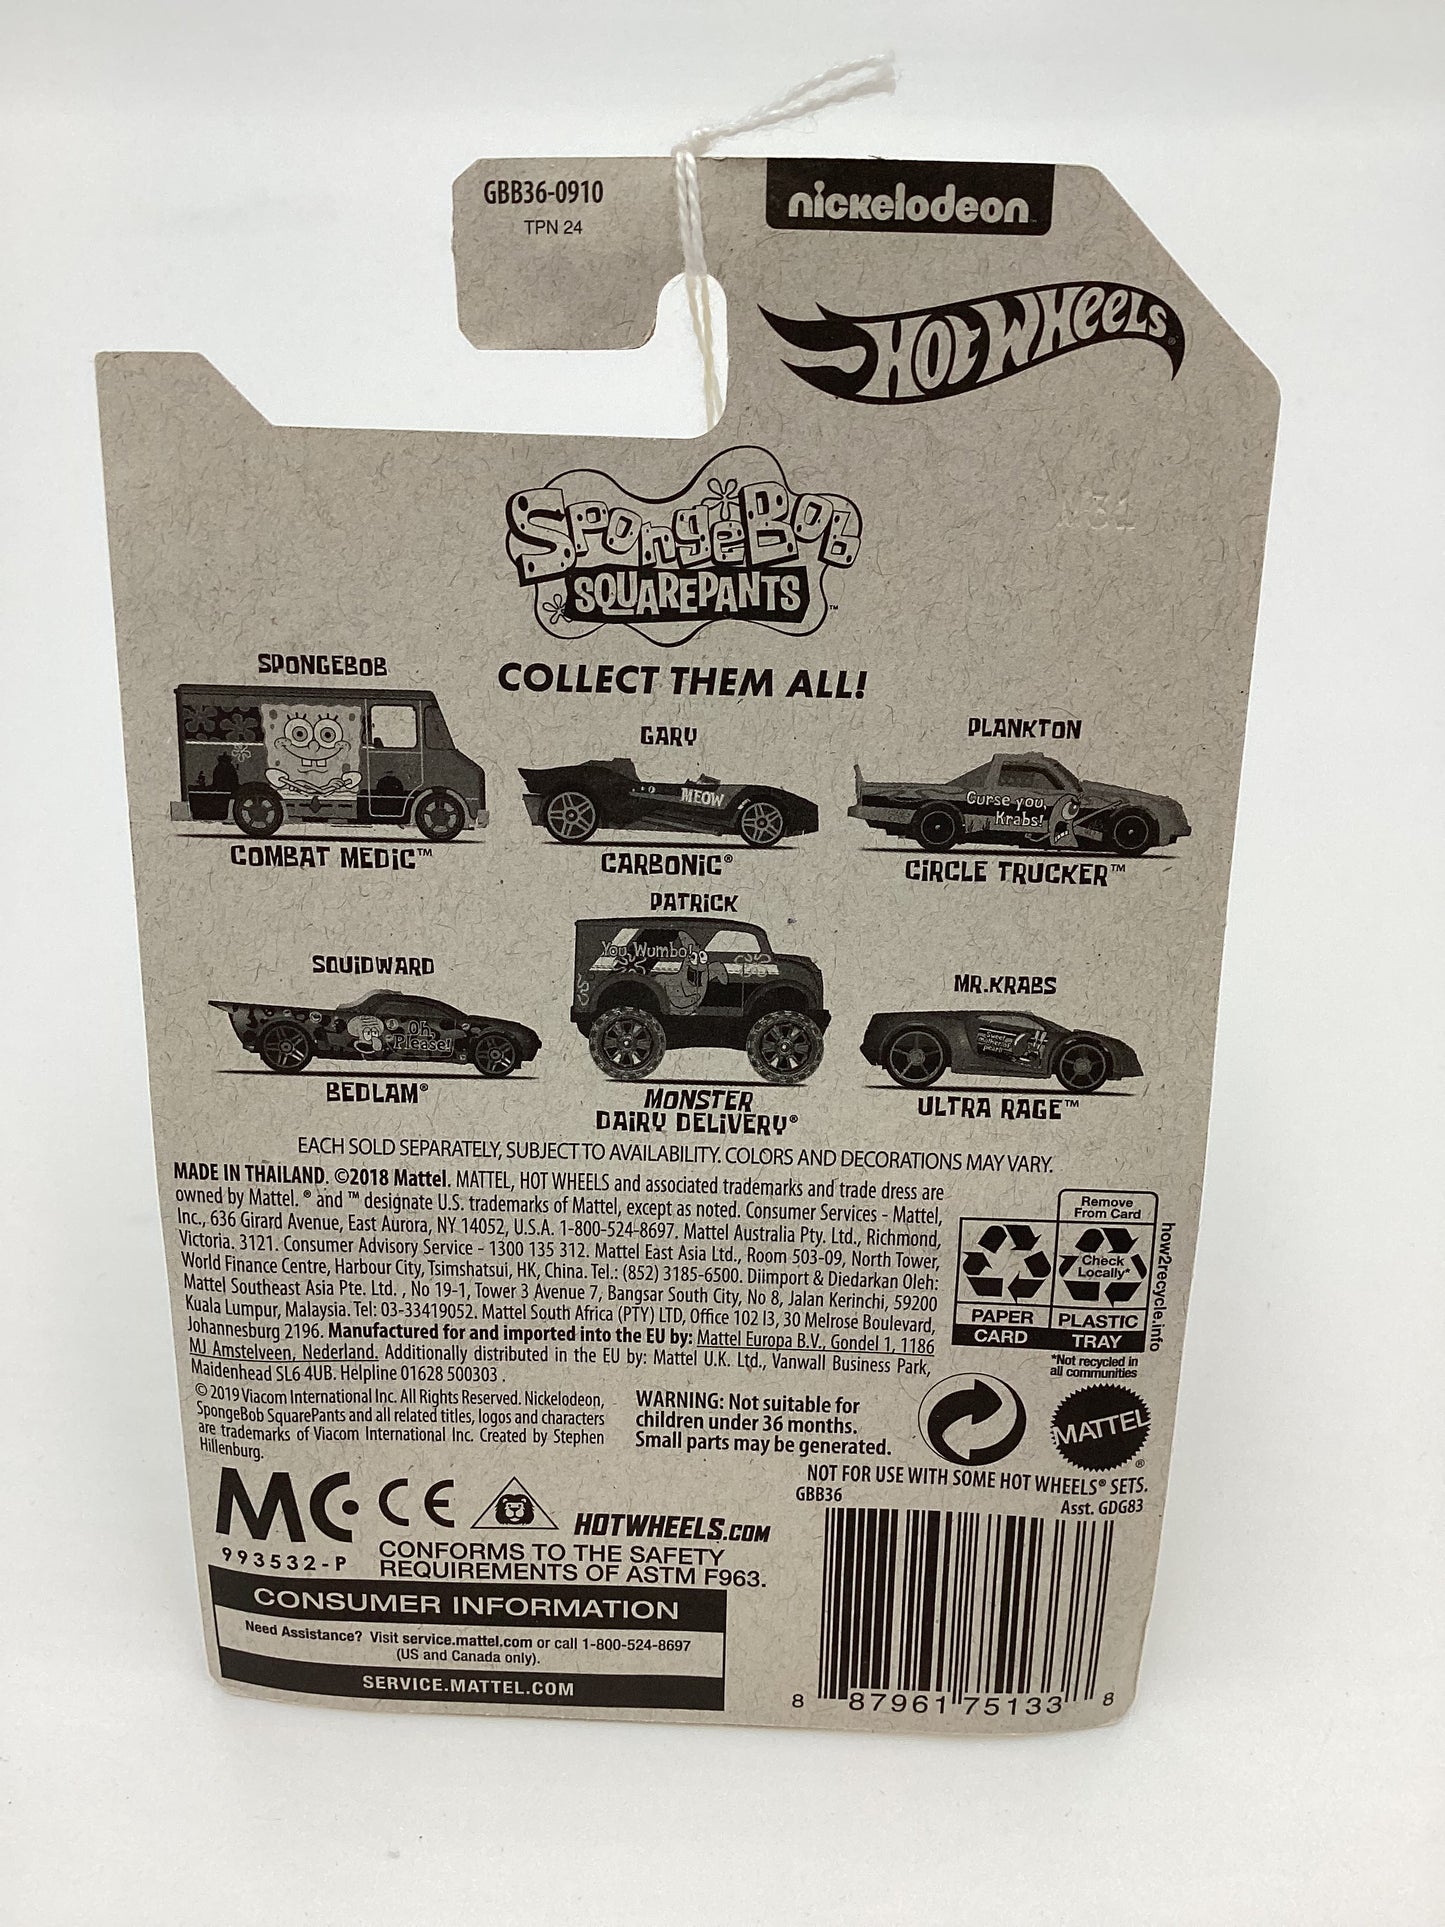 GBB36-0910
TPN 24
nickelodeon
HOT WHEELS®
M31
SPONGEBOB
SQUAREPANTS™
COLLECT THEM ALL!
SPONGEBOB
COMBAT MEDIC™
GARY
MEOW
CARBONIC®
PLANKTON
Curse you,
Krabs!
CIRCLE TRUCKER™
SQUIDWARD
Oh,
Please!
BEDLAM®
PATRICK
You Wumbo!
MONSTER
DAIRY DELIVERY®
MR.KRABS
Sweet
mother of
pearl
ULTRA RAGE™
EACH SOLD SEPARATELY, SUBJECT TO AVAILABILITY. COLORS AND DECORATIONS MAY VARY.
MADE IN THAILAND. ©2018 Mattel. MATTEL, HOT WHEELS and associated trademarks and trade dress are
owned by Mattel. ® and ™ designate U.S. trademarks of Mattel, except as noted. Consumer Services - Mattel,
Inc., 636 Girard Avenue, East Aurora, NY 14052, U.S.A. 1-800-524-8697. Mattel Australia Pty. Ltd., Richmond,
Victoria. 3121. Consumer Advisory Service - 1300 135 312. Mattel East Asia Ltd., Room 503-09, North Tower,
World Finance Centre, Harbour City, Tsimshatsui, HK, China. Tel.: (852) 3185-6500. Diimport & Diedarkan Oleh:
Mattel Southeast Asia Pte. Ltd. , No 19-1, Tower 3 Avenue 7, Bangsar South City, No 8, Jalan Kerinchi, 59200
Kuala Lumpur, Malaysia. Tel: 03-33419052. Mattel South Africa (PTY) LTD, Office 102 I3, 30 Melrose Boulevard,
Johannesburg 2196. Manufactured for and imported into the EU by: Mattel Europa B.V., Gondel 1, 1186
MJ Amstelveen, Nederland. Additionally distributed in the EU by: Mattel U.K. Ltd., Vanwall Business Park,
Maidenhead SL6 4UB. Helpline 01628 500303 .
Remove
From Card
Check
Locally*
PAPER
CARD
PLASTIC
TRAY
how2recycle.info
*Not recycled in
all communities
© 2019 Viacom International Inc. All Rights Reserved. Nickelodeon,
SpongeBob SquarePants and all related titles, logos and characters
are trademarks of Viacom International Inc. Created by Stephen
Hillenburg.
WARNING: Not suitable for
children under 36 months.
Small parts may be generated.
MATTEL®
NOT FOR USE WITH SOME HOT WHEELS® SETS.
GBB36
Asst. GDG83
MC CE
HOTWHEELS.COM
993532-P
CONFORMS TO THE SAFETY
REQUIREMENTS OF ASTM F963.
CONSUMER INFORMATION
Need Assistance? Visit service.mattel.com or call 1-800-524-8697
(US and Canada only).
SERVICE.MATTEL.COM
8 87961 75133 8